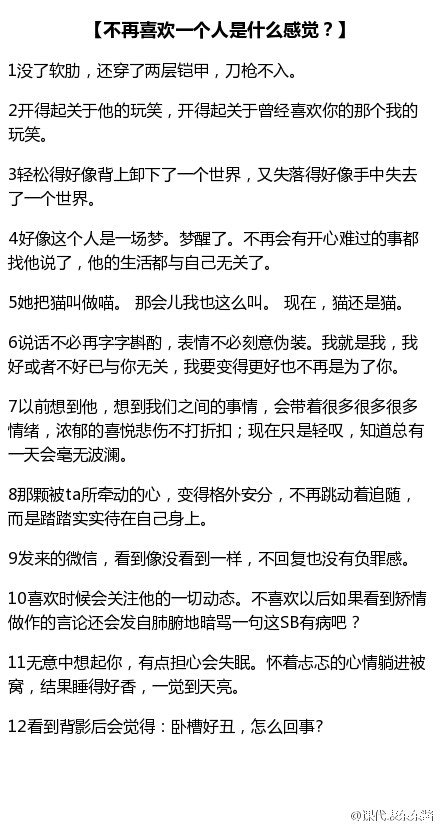 【不再喜欢一个人是什么感觉？】
1没了软肋，还穿了两层铠甲，刀枪不入。
2开得起关于他的玩笑，开得起关于曾经喜欢你的那个我的
玩笑。
3轻松得好像背上卸下了一个世界，又失落得好像手中失去
了一个世界。
4好像这个人是一场梦。梦醒了。不再会有开心难过的事都
找他说了，他的生活都与自己无关了。
5她把猫叫做喵。 那会儿我也这么叫。 现在，猫还是猫。
6说话不必再字字斟酌，表情不必刻意伪装。我就是我，我
好或者不好已与你无关，我要变得更好也不再是为了你。
7以前想到他，想到我们之间的事情，会带着很多很多很多
情绪，浓郁的喜悦悲伤不打折扣；现在只是轻叹，知道总有
一天会毫无波澜。
8那颗被ta所牵动的心，变得格外安分，不再跳动着追随，
而是踏踏实实待在自己身上。
9发来的微信，看到像没看到一样，不回复也没有负罪感。
10喜欢时候会关注他的一切动态。不喜欢以后如果看到矫情
做作的言论还会发自肺腑地暗骂一句这SB有病吧？
11无意中想起你，有点担心会失眠。怀着忐忑的心情躺进被
窝，结果睡得好香，一觉到天亮。
12看到背影后会觉得：卧槽好丑，怎么回事?
@课代表东东酱